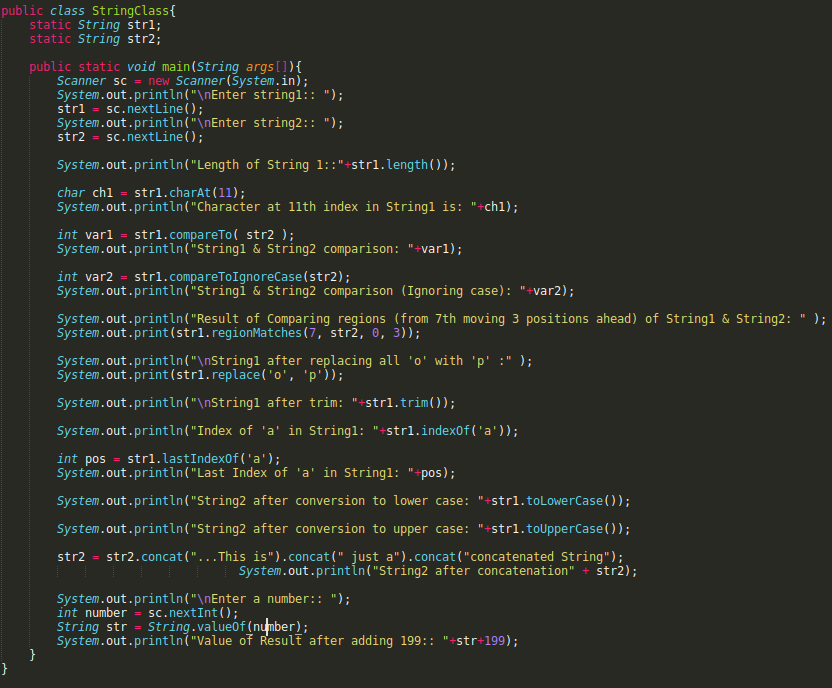 public class StringClass{
    static String str1;
    static String str2;

    public static void main(String args[]){
        Scanner sc = new Scanner(System.in);
        System.out.println("\nEnter string1:: ");
        str1 = sc.nextLine();
        System.out.println("\nEnter string2:: ");
        str2 = sc.nextLine();

        System.out.println("Length of String 1::"+str1.length());

        char ch1 = str1.charAt(11);
        System.out.println("Character at 11th index in String1 is: "+ch1);

        int var1 = str1.compareTo( str2 );
        System.out.println("String1 & String2 comparison: "+var1);

        int var2 = str1.compareToIgnoreCase(str2);
        System.out.println("String1 & String2 comparison (Ignoring case): "+var2);

        System.out.println("Result of Comparing regions (from 7th moving 3 positions ahead) of String1 & String2: " );
        System.out.print(str1.regionMatches(7, str2, 0, 3));

        System.out.println("\nString1 after replacing all 'o' with 'p' :" );
        System.out.print(str1.replace('o', 'p'));

        System.out.println("\nString1 after trim: "+str1.trim());

        System.out.println("Index of 'a' in String1: "+str1.indexOf('a'));

        int pos = str1.lastIndexOf('a');
        System.out.println("Last Index of 'a' in String1: "+pos);

        System.out.println("String2 after conversion to lower case: "+str1.toLowerCase());

        System.out.println("String2 after conversion to upper case: "+str1.toUpperCase());

        str2 = str2.concat("...This is").concat(" just a").concat("concatenated String");
                                  System.out.println("String2 after concatenation" + str2);

        System.out.println("\nEnter a number:: ");
        int number = sc.nextInt();
        String str = String.valueOf(number);
        System.out.println("Value of Result after adding 199:: "+str+199);
    }
}